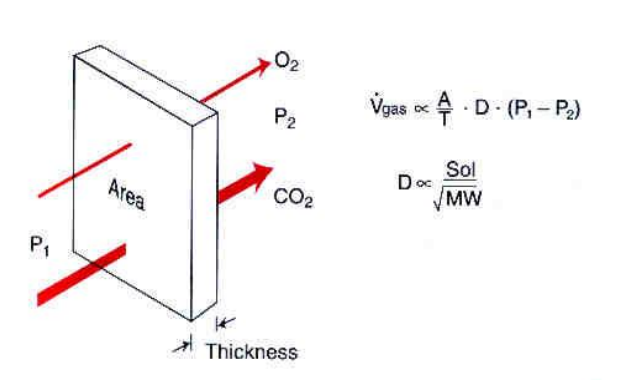 O₂
P₂
V̇gas ∝ A/T · D · (P₁ – P₂)
Area
CO₂
D ∝ Sol/√MW
P₁
Thickness